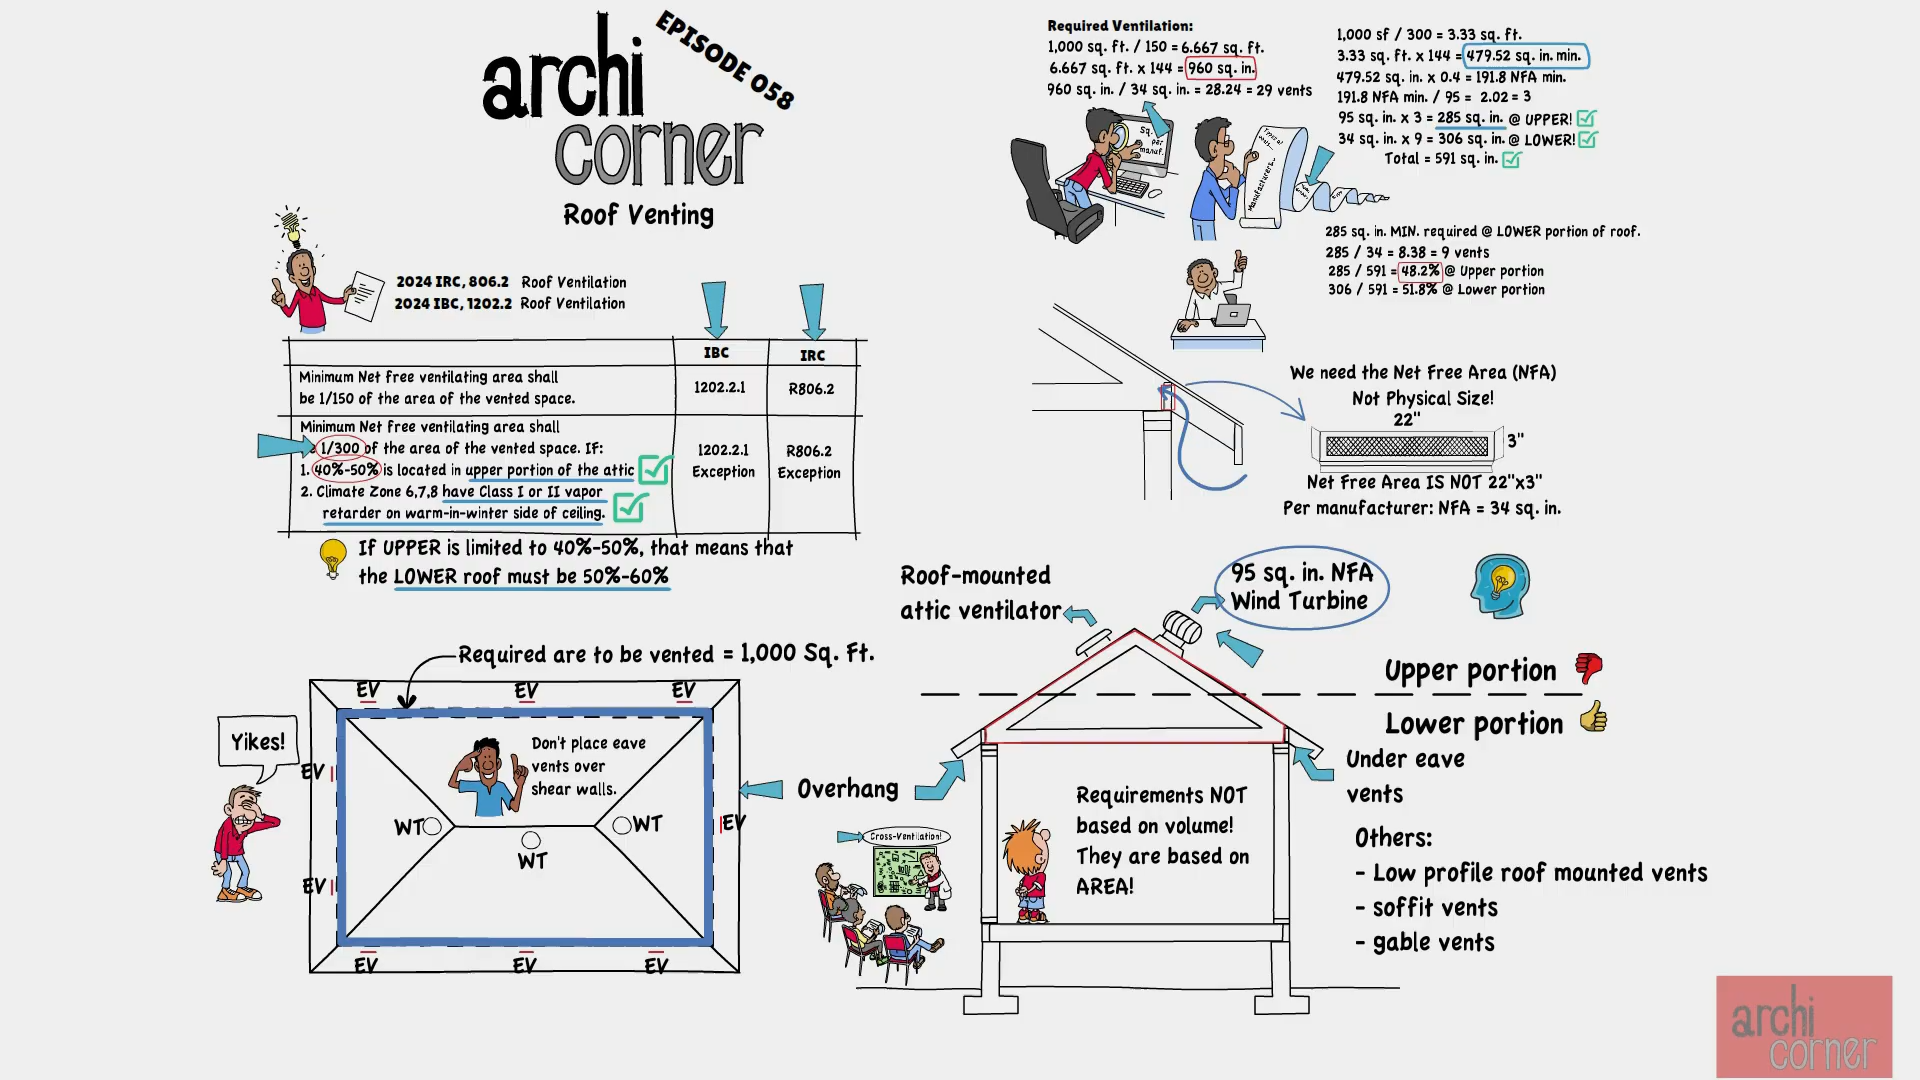 EPISODE 058
archi
corner
Roof Venting
2024 IRC, 806.2 Roof Ventilation
2024 IBC, 1202.2 Roof Ventilation
IBC
IRC
Minimum Net free ventilating area shall
be 1/150 of the area of the vented space.
1202.2.1
R806.2
Minimum Net free ventilating area shall
1/300 of the area of the vented space. IF:
1. 40%-50% is located in upper portion of the attic
2. Climate Zone 6,7,8 have Class I or II vapor
retarder on warm-in-winter side of ceiling.
1202.2.1
Exception
R806.2
Exception
If UPPER is limited to 40%-50%, that means that
the LOWER roof must be 50%-60%
Required are to be vented = 1,000 Sq. Ft.
EV
EV
EV
Yikes!
EV
Don't place eave
vents over
shear walls.
WT
WT
WT
EV
EV
EV
EV
EV
Required Ventilation:
1,000 sq. ft. / 150 = 6.667 sq. ft.
6.667 sq. ft. x 144 = 960 sq. in.
960 sq. in. / 34 sq. in. = 28.24 = 29 vents
sq.
per
manuf.
Manufacturers.
1,000 sf / 300 = 3.33 sq. ft.
3.33 sq. ft. x 144 = 479.52 sq. in. min.
479.52 sq. in. x 0.4 = 191.8 NFA min.
191.8 NFA min. / 95 = 2.02 = 3
95 sq. in. x 3 = 285 sq. in. @ UPPER!
34 sq. in. x 9 = 306 sq. in. @ LOWER!
Total = 591 sq. in.
285 sq. in. MIN. required @ LOWER portion of roof.
285 / 34 = 8.38 = 9 vents
285 / 591 = 48.2% @ Upper portion
306 / 591 = 51.8% @ Lower portion
We need the Net Free Area (NFA)
Not Physical Size!
22"
3"
Net Free Area IS NOT 22"x3"
Per manufacturer: NFA = 34 sq. in.
Roof-mounted
attic ventilator
95 sq. in. NFA
Wind Turbine
Upper portion
Lower portion
Overhang
Under eave
vents
Cross-Ventilation!
Requirements NOT
based on volume!
They are based on
AREA!
Others:
- Low profile roof mounted vents
- soffit vents
- gable vents
archi
corner